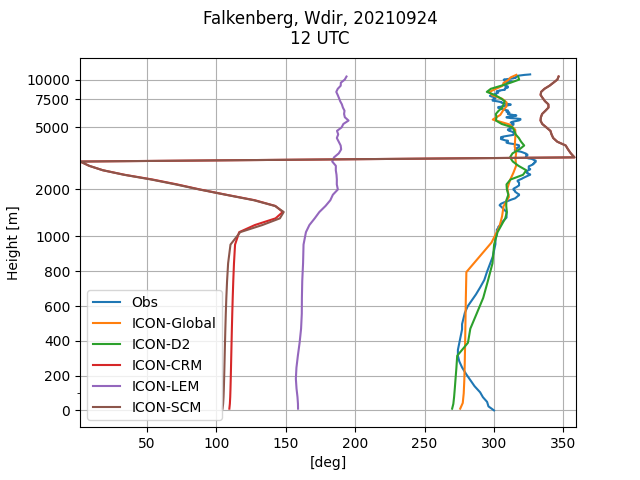 Falkenberg, Wdir, 20210924
12 UTC
Height [m]
10000
7500
5000
2000
1000
800
600
400
200
0
Obs
ICON-Global
ICON-D2
ICON-CRM
ICON-LEM
ICON-SCM
50
100
150
200
250
300
350
[deg]